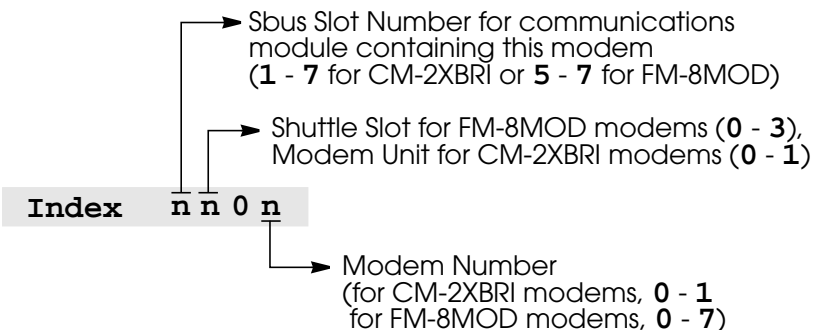 Sbus Slot Number for communications
module containing this modem
(1 - 7 for CM-2XBRI or 5 - 7 for FM-8MOD)
Shuttle Slot for FM-8MOD modems (0 - 3),
Modem Unit for CM-2XBRI modems (0 - 1)
Index n n 0 n
Modem Number
(for CM-2XBRI modems, 0 - 1
for FM-8MOD modems, 0 - 7)